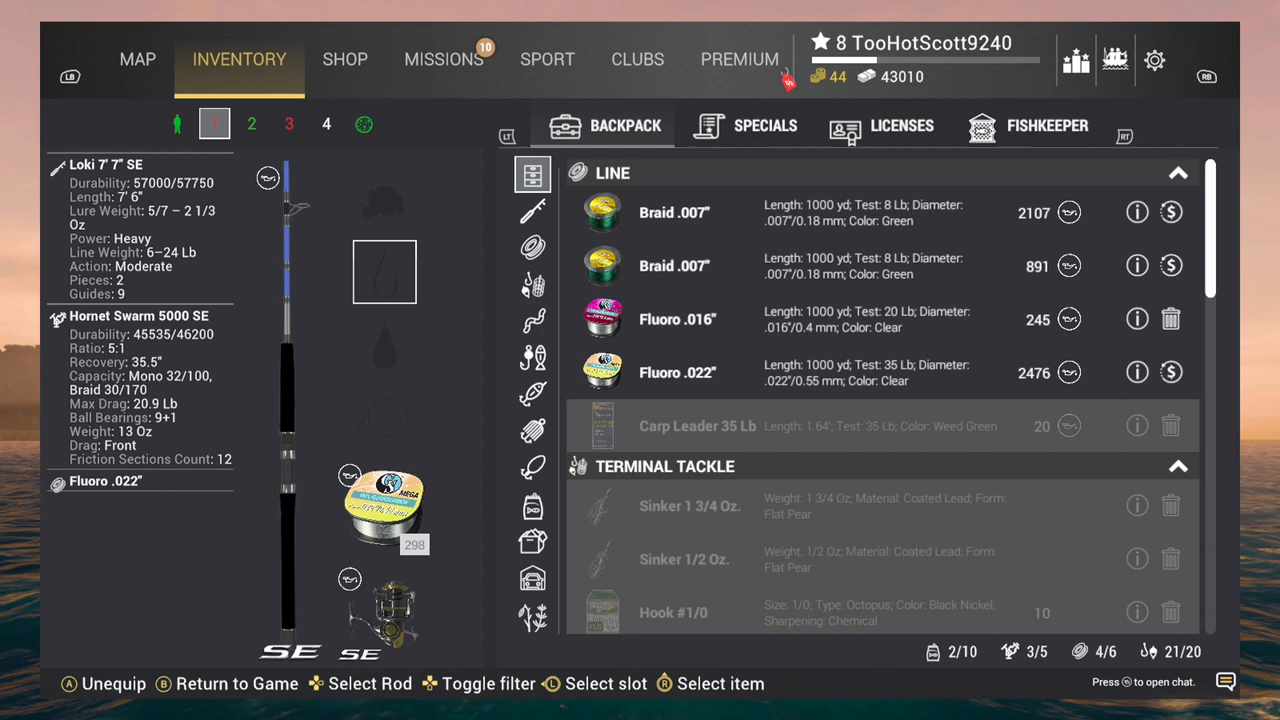 MAP
INVENTORY
SHOP
MISSIONS
10
SPORT
CLUBS
PREMIUM
8 TooHotScott9240
44
43010
LB
RB
1
2
3
4
LT
BACKPACK
SPECIALS
LICENSES
FISHKEEPER
RT
Loki 7' 7" SE
Durability: 57000/57750
Length: 7' 6"
Lure Weight: 5/7 – 2 1/3
Oz
Power: Heavy
Line Weight: 6–24 Lb
Action: Moderate
Pieces: 2
Guides: 9
Hornet Swarm 5000 SE
Durability: 45535/46200
Ratio: 5:1
Recovery: 35.5"
Capacity: Mono 32/100,
Braid 30/170
Max Drag: 20.9 Lb
Ball Bearings: 9+1
Weight: 13 Oz
Drag: Front
Friction Sections Count: 12
Fluoro .022"
MEGA
298
SE
SE
LINE
Braid .007"
Length: 1000 yd; Test: 8 Lb; Diameter:
.007"/0.18 mm; Color: Green
2107
Braid .007"
Length: 1000 yd; Test: 8 Lb; Diameter:
.007"/0.18 mm; Color: Green
891
Fluoro .016"
Length: 1000 yd; Test: 20 Lb; Diameter:
.016"/0.4 mm; Color: Clear
245
Fluoro .022"
Length: 1000 yd; Test: 35 Lb; Diameter:
.022"/0.55 mm; Color: Clear
2476
Carp Leader 35 Lb
Length: 1.64'; Test: 35 Lb; Color: Weed Green
20
TERMINAL TACKLE
Sinker 1 3/4 Oz.
Weight: 1 3/4 Oz; Material: Coated Lead; Form:
Flat Pear
Sinker 1/2 Oz.
Weight: 1/2 Oz; Material: Coated Lead; Form:
Flat Pear
Hook #1/0
Size: 1/0; Type: Octopus; Color: Black Nickel;
Sharpening: Chemical
10
2/10
3/5
4/6
21/20
A Unequip
B Return to Game
Select Rod
Toggle filter
L Select slot
R Select item
Press to open chat.